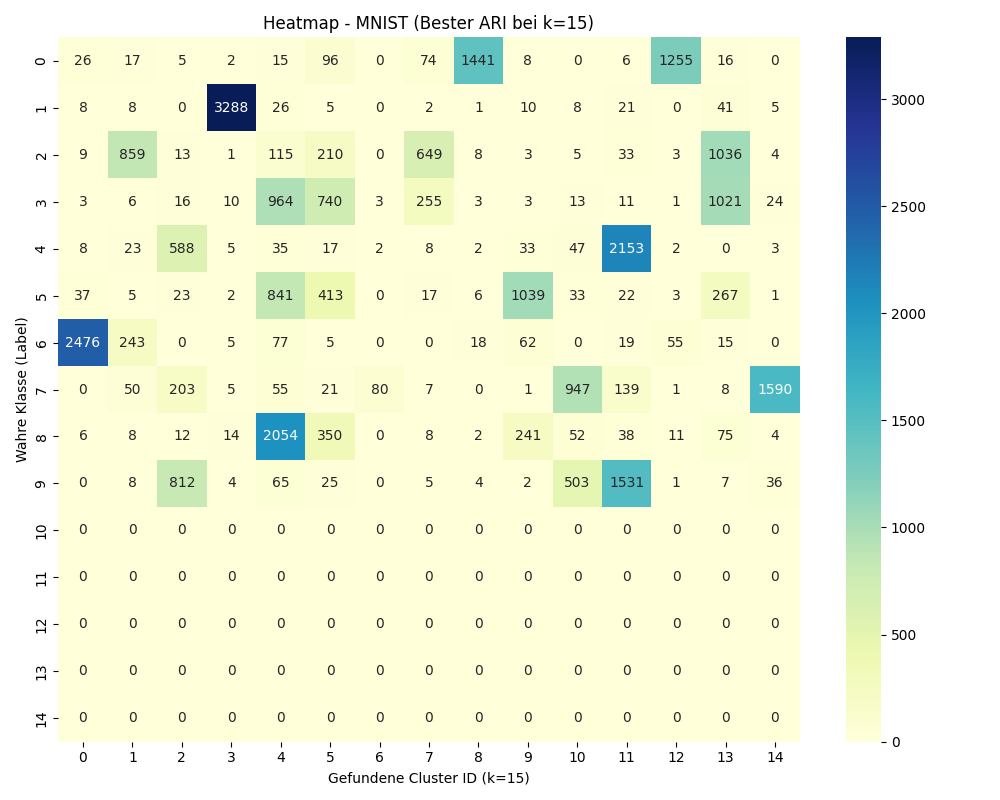 Heatmap - MNIST (Bester ARI bei k=15)
Wahre Klasse (Label)
0 26 17 5 2 15 96 0 74 1441 8 0 6 1255 16 0
1 8 8 0 3288 26 5 0 2 1 10 8 21 0 41 5
2 9 859 13 1 115 210 0 649 8 3 5 33 3 1036 4
3 3 6 16 10 964 740 3 255 3 3 13 11 1 1021 24
4 8 23 588 5 35 17 2 8 2 33 47 2153 2 0 3
5 37 5 23 2 841 413 0 17 6 1039 33 22 3 267 1
6 2476 243 0 5 77 5 0 0 18 62 0 19 55 15 0
7 0 50 203 5 55 21 80 7 0 1 947 139 1 8 1590
8 6 8 12 14 2054 350 0 8 2 241 52 38 11 75 4
9 0 8 812 4 65 25 0 5 4 2 503 1531 1 7 36
10 0 0 0 0 0 0 0 0 0 0 0 0 0 0 0
11 0 0 0 0 0 0 0 0 0 0 0 0 0 0 0
12 0 0 0 0 0 0 0 0 0 0 0 0 0 0 0
13 0 0 0 0 0 0 0 0 0 0 0 0 0 0 0
14 0 0 0 0 0 0 0 0 0 0 0 0 0 0 0
0 1 2 3 4 5 6 7 8 9 10 11 12 13 14
Gefundene Cluster ID (k=15)
3000
2500
2000
1500
1000
500
0